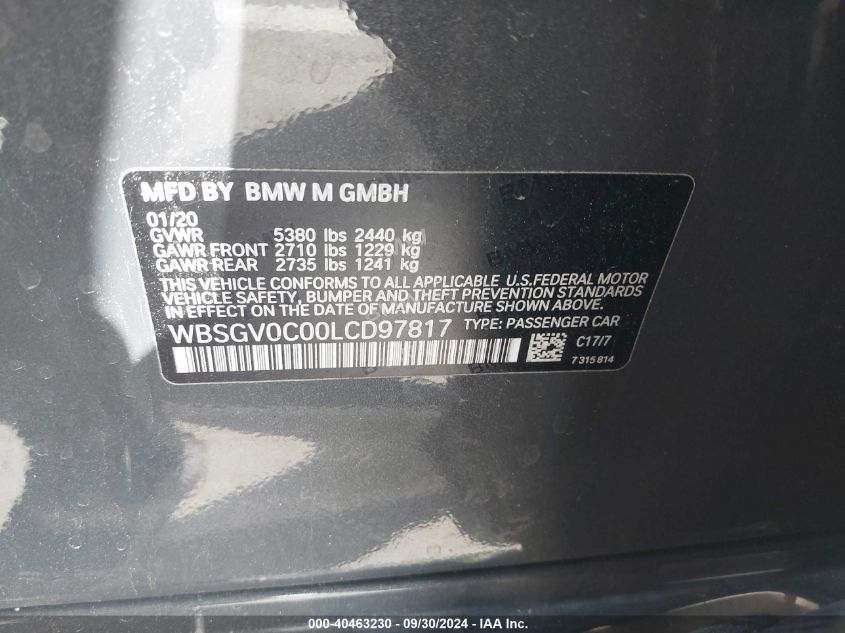 MFD BY BMW M GMBH
01/20
GVWR 5380 lbs 2440 kg
GAWR FRONT 2710 lbs 1229 kg
GAWR REAR 2735 lbs 1241 kg
THIS VEHICLE CONFORMS TO ALL APPLICABLE U.S.FEDERAL MOTOR
VEHICLE SAFETY, BUMPER AND THEFT PREVENTION STANDARDS
IN EFFECT ON THE DATE OF MANUFACTURE SHOWN ABOVE.
WBSGV0C00LCD97817 TYPE: PASSENGER CAR
C17/7
7 315 814
000-40463230 - 09/30/2024 - IAA Inc.